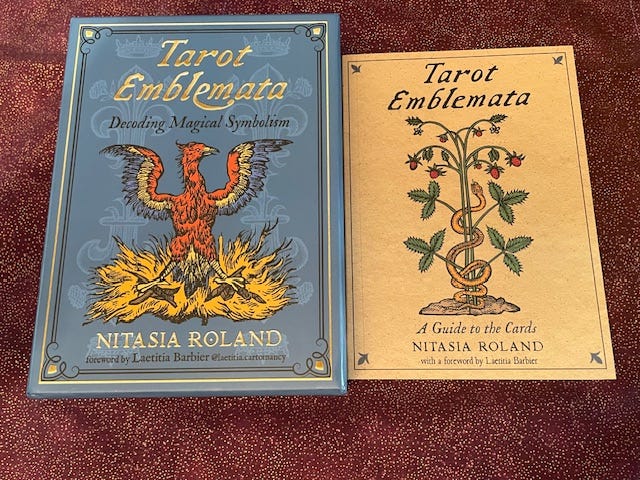 Tarot
Emblemata
Decoding Magical Symbolism
NITASIA ROLAND
foreword by Laetitia Barbier @laetitia.cartomancy
Tarot
Emblemata
A Guide to the Cards
NITASIA ROLAND
with a foreword by Laetitia Barbier